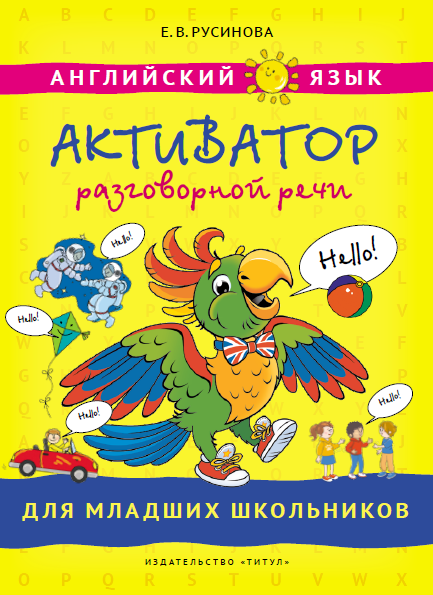 Е. В. РУСИНОВА
АНГЛИЙСКИЙ ЯЗЫК
АКТИВАТОР
разговорной речи
Hello!
Hello!
Hello!
Hello!
Hello!
ДЛЯ МЛАДШИХ ШКОЛЬНИКОВ
ИЗДАТЕЛЬСТВО «ТИТУЛ»